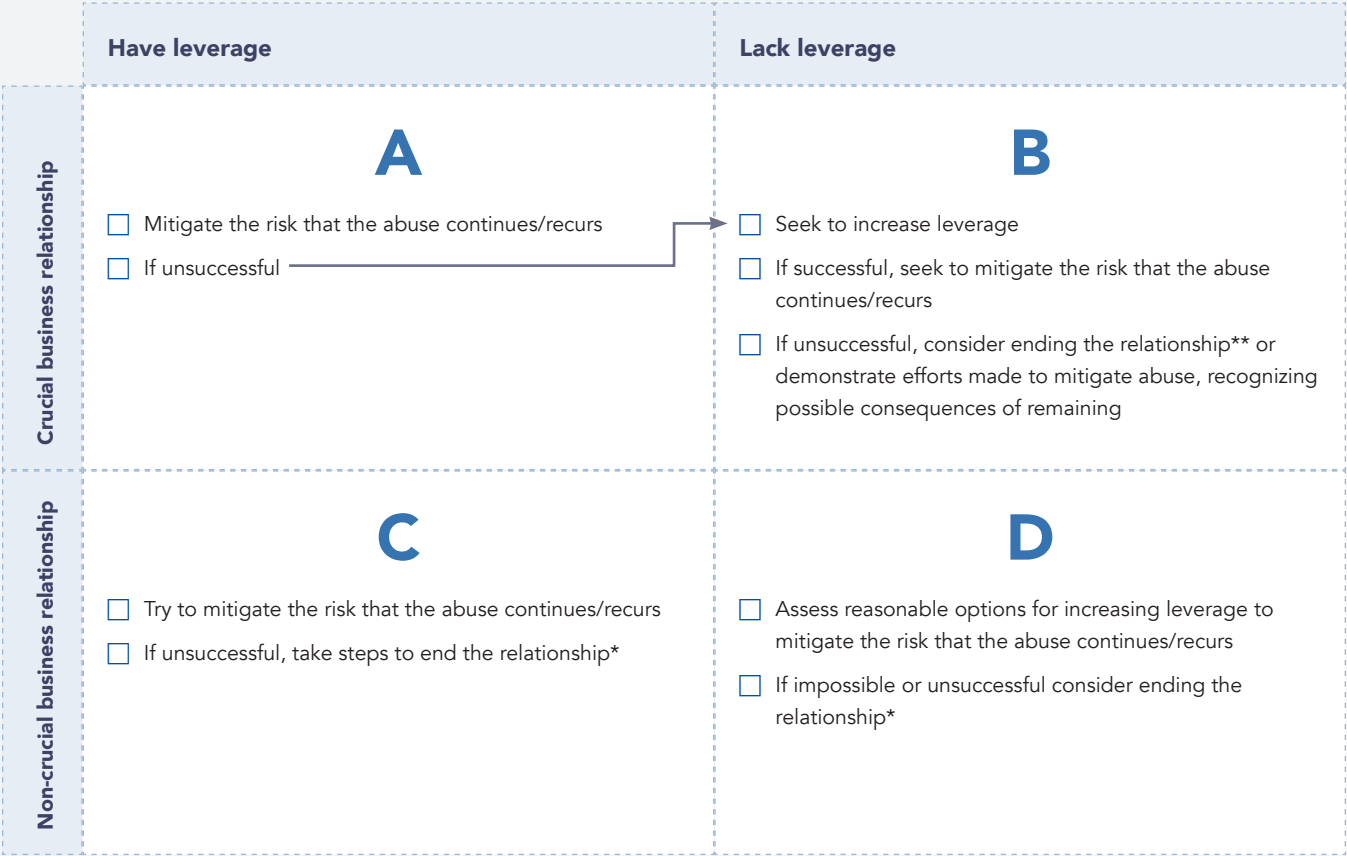 Have leverage
Lack leverage
Crucial business relationship
A
Mitigate the risk that the abuse continues/recurs
If unsuccessful
B
Seek to increase leverage
If successful, seek to mitigate the risk that the abuse
continues/recurs
If unsuccessful, consider ending the relationship** or
demonstrate efforts made to mitigate abuse, recognizing
possible consequences of remaining
Non-crucial business relationship
C
Try to mitigate the risk that the abuse continues/recurs
If unsuccessful, take steps to end the relationship*
D
Assess reasonable options for increasing leverage to
mitigate the risk that the abuse continues/recurs
If impossible or unsuccessful consider ending the
relationship*